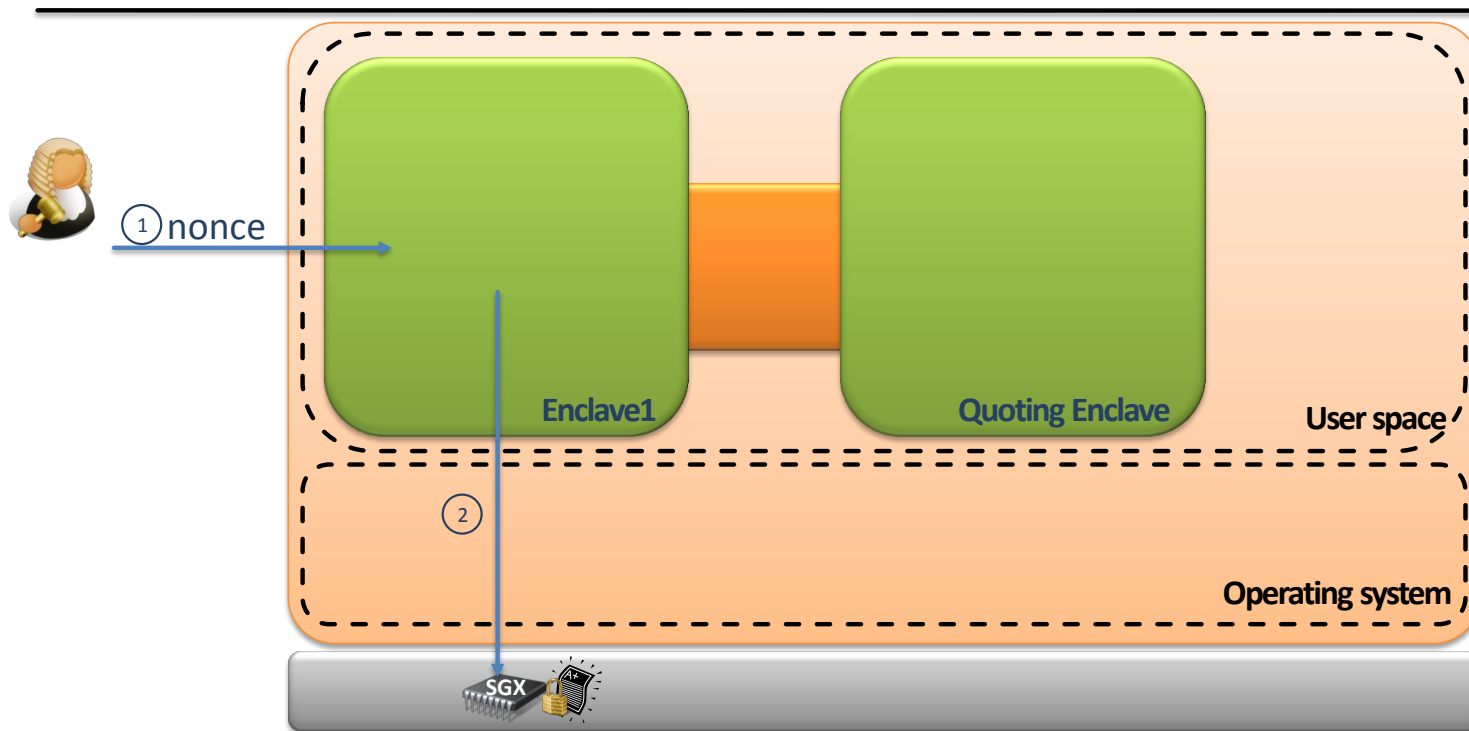 1 nonce
Enclave1
Quoting Enclave
User space
2
Operating system
SGX
A+